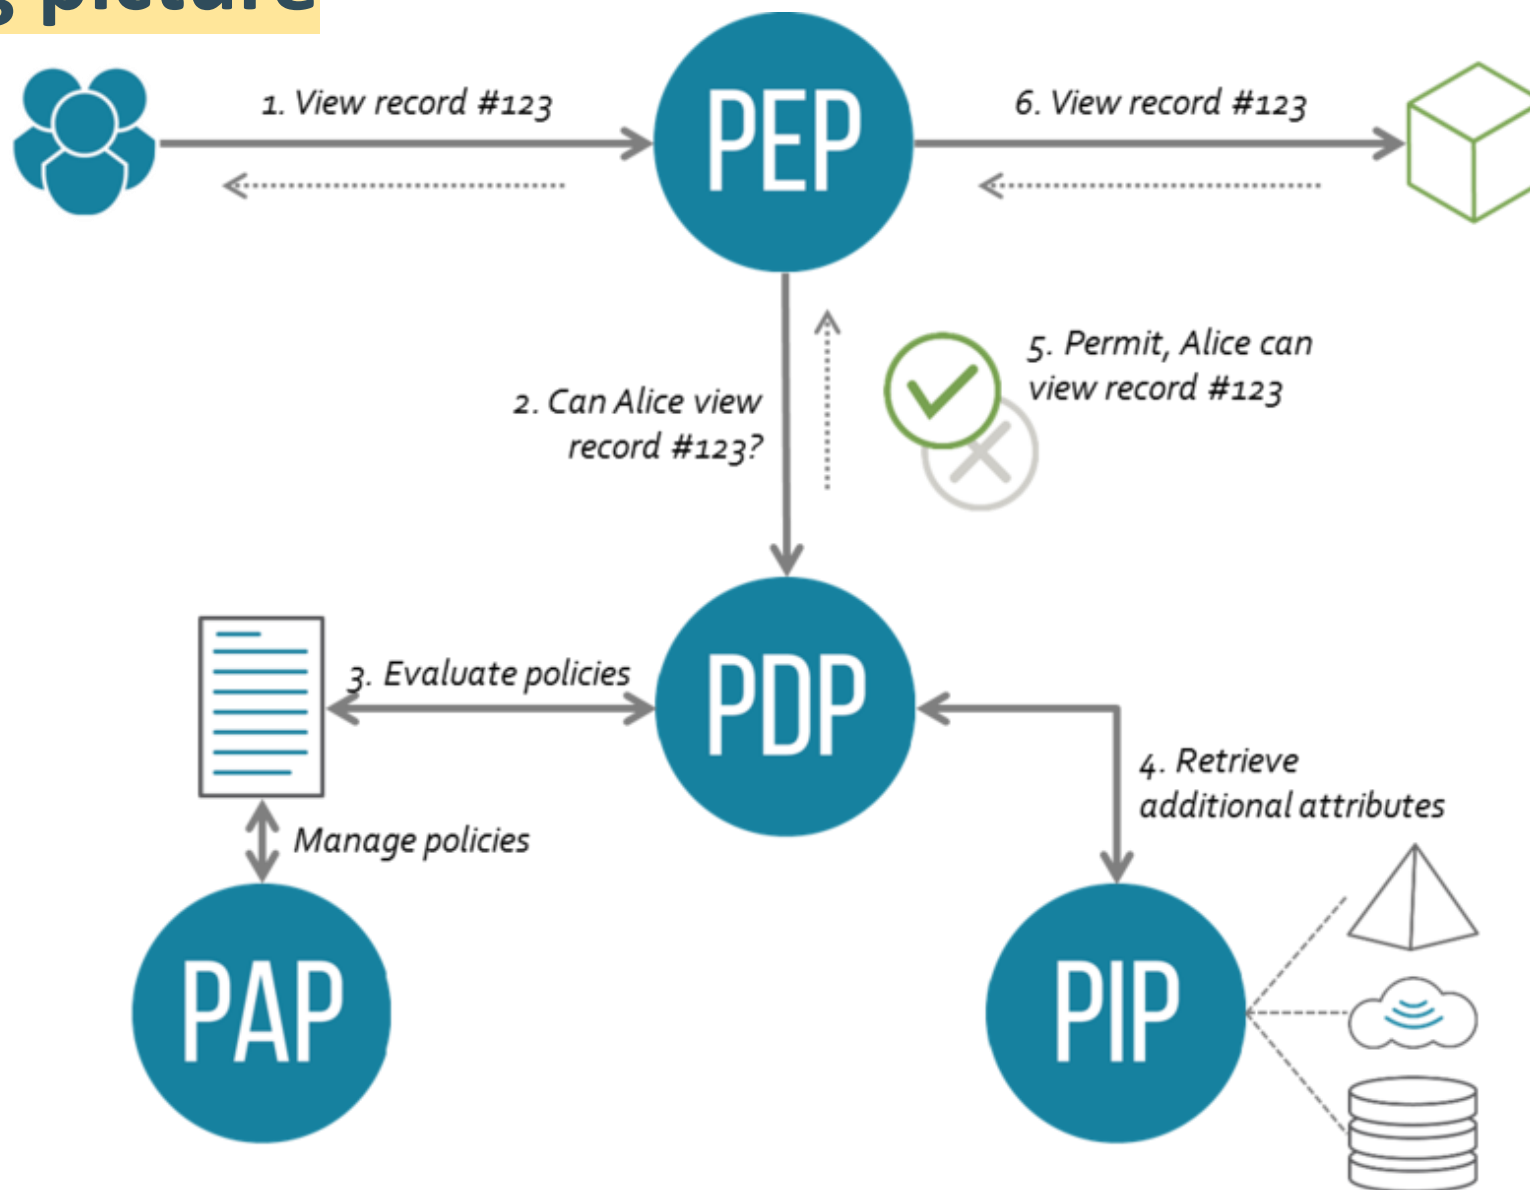 g picture
1. View record #123
PEP
6. View record #123
5. Permit, Alice can
view record #123
2. Can Alice view
record #123?
3. Evaluate policies
PDP
4. Retrieve
additional attributes
Manage policies
PAP
PIP